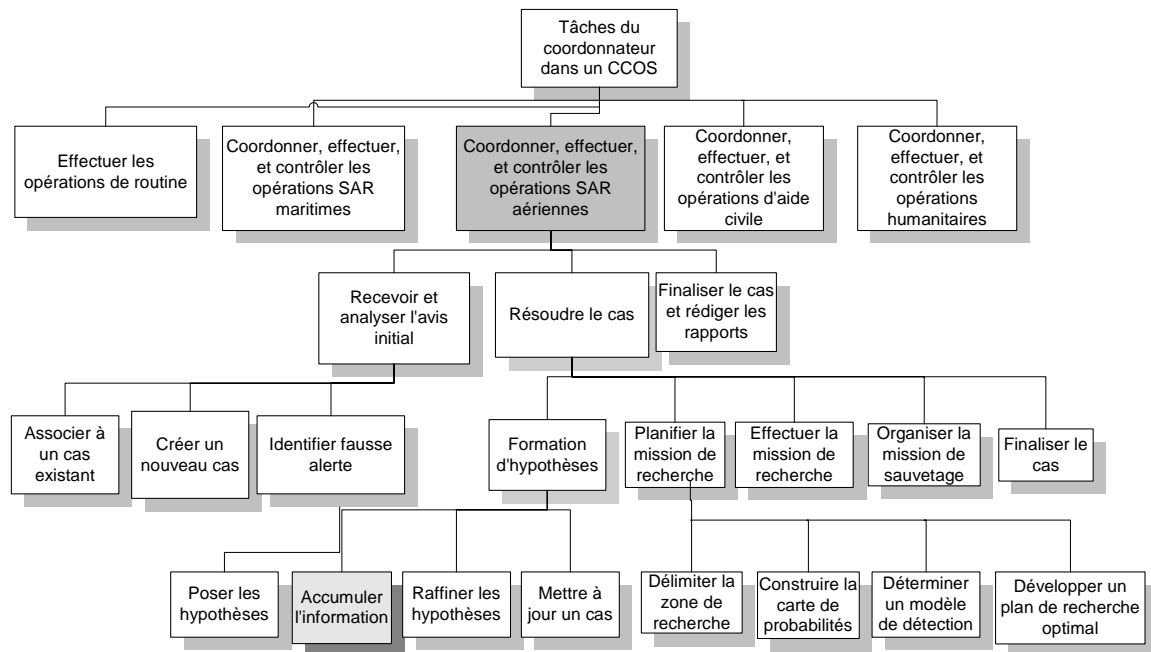 Tâches du
coordonnateur
dans un CCOS
Effectuer les
opérations de routine
Coordonner, effectuer,
et contrôler les
opérations SAR
maritimes
Coordonner, effectuer,
et contrôler les
opérations SAR
aériennes
Coordonner,
effectuer, et
contrôler les
opérations d'aide
civile
Coordonner,
effectuer, et
contrôler les
opérations
humanitaires
Recevoir et
analyser l'avis
initial
Résoudre le cas
Finaliser le cas
et rédiger les
rapports
Associer à
un cas
existant
Créer un
nouveau cas
Identifier fausse
alerte
Formation
d'hypothèses
Planifier la
mission de
recherche
Effectuer la
mission de
recherche
Organiser la
mission de
sauvetage
Finaliser le
cas
Poser les
hypothèses
Accumuler
l'information
Raffiner les
hypothèses
Mettre à
jour un cas
Délimiter la
zone de
recherche
Construire la
carte de
probabilités
Déterminer
un modèle
de détection
Développer un
plan de recherche
optimal